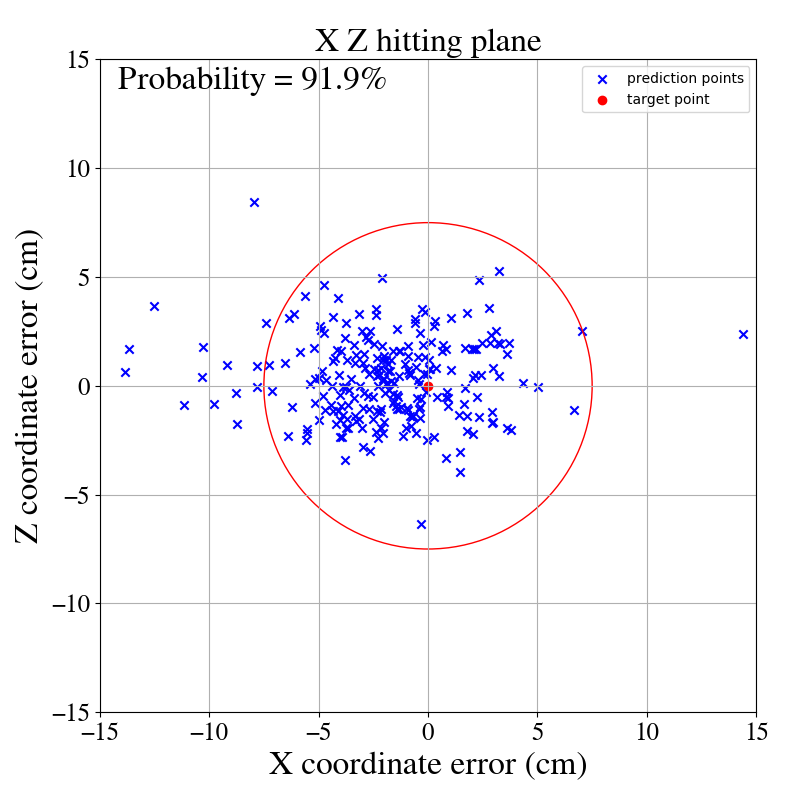 X Z hitting plane
Probability = 91.9%
prediction points
target point
15
10
5
0
−5
−10
−15
Z coordinate error (cm)
−15 −10 −5 0 5 10 15
X coordinate error (cm)